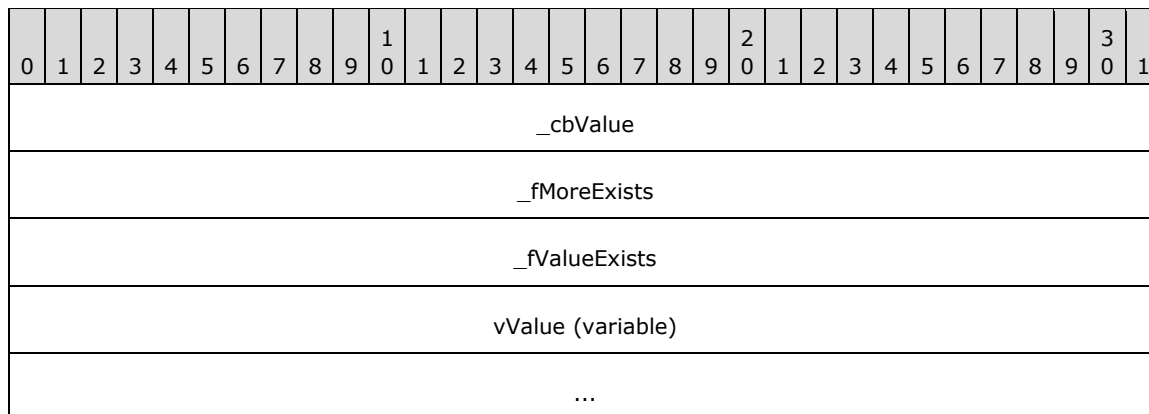 1 2 3
0 1 2 3 4 5 6 7 8 9 0 1 2 3 4 5 6 7 8 9 0 1 2 3 4 5 6 7 8 9 0 1
_cbValue
_fMoreExists
_fValueExists
vValue (variable)
...